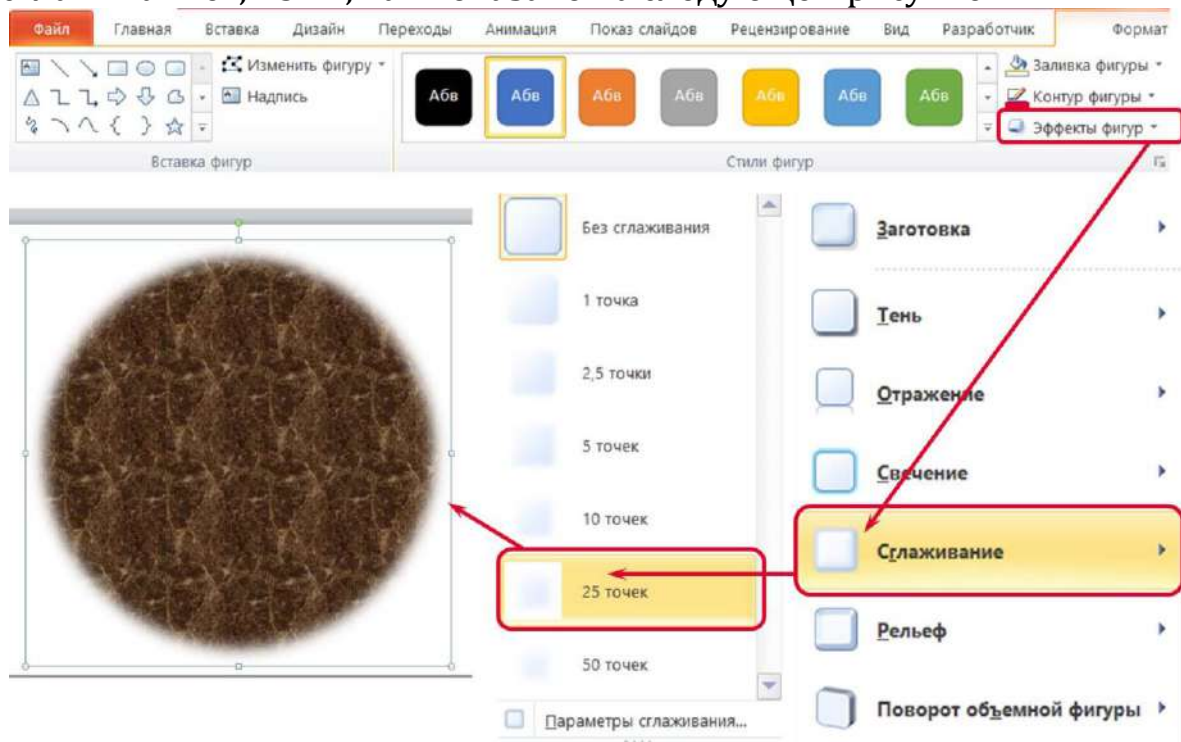 Файл Главная Вставка Дизайн Переходы Анимация Показ слайдов Рецензирование Вид Разработчик Формат
Изменить фигуру
Надпись
Вставка фигур
Абв Абв Абв Абв Абв Абв Абв
Стили фигур
Заливка фигуры
Контур фигуры
Эффекты фигур
Без сглаживания
1 точка
2,5 точки
5 точек
10 точек
25 точек
50 точек
Параметры сглаживания...
Заготовка
Тень
Отражение
Свечение
Сглаживание
Рельеф
Поворот объемной фигуры